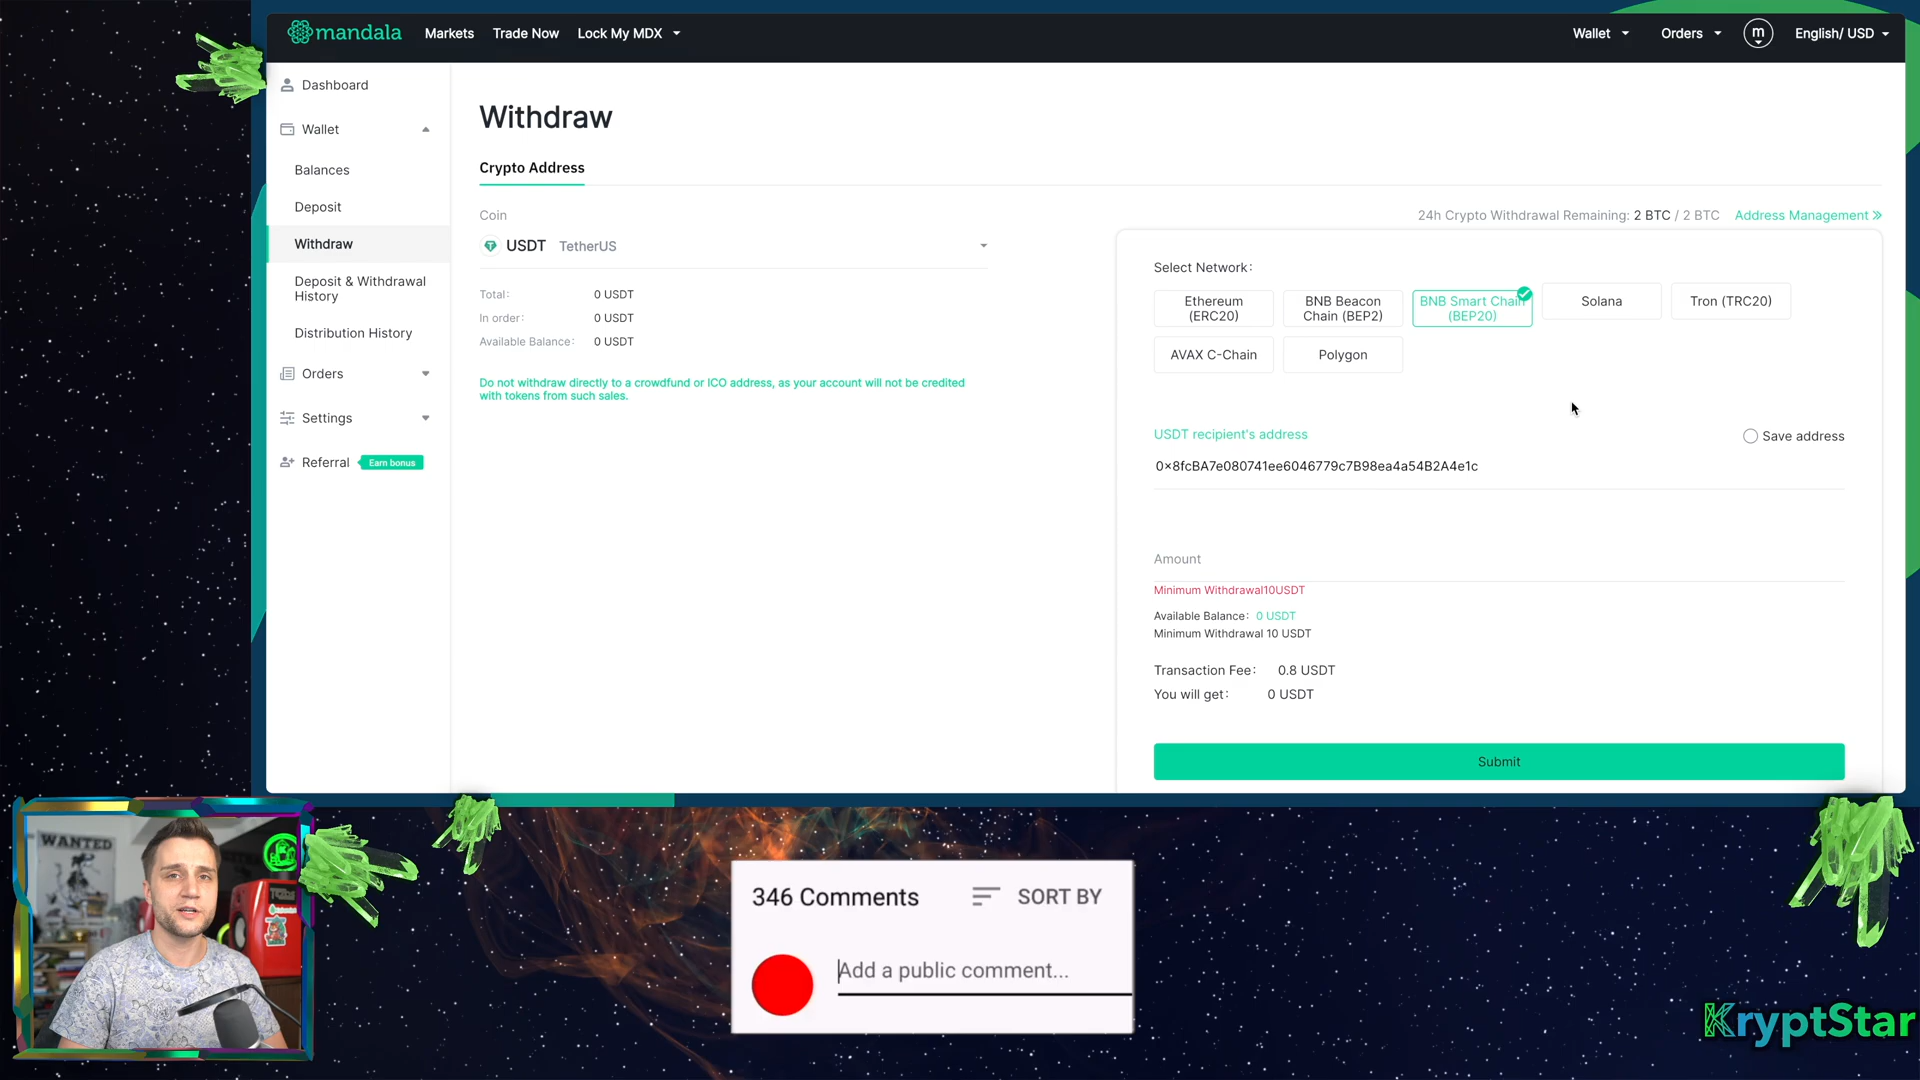 mandala
Markets
Trade Now
Lock My MDX
Wallet
Orders
m
English/ USD
Dashboard
Wallet
Balances
Deposit
Withdraw
Deposit & Withdrawal
History
Distribution History
Orders
Settings
Referral
Earn bonus
Withdraw
Crypto Address
Coin
USDT TetherUS
Total: 0 USDT
In order: 0 USDT
Available Balance: 0 USDT
Do not withdraw directly to a crowdfund or ICO address, as your account will not be credited
with tokens from such sales.
24h Crypto Withdrawal Remaining: 2 BTC / 2 BTC
Address Management
Select Network:
Ethereum
(ERC20)
BNB Beacon
Chain (BEP2)
BNB Smart Chain
(BEP20)
Solana
Tron (TRC20)
AVAX C-Chain
Polygon
USDT recipient's address
Save address
0x8fcBA7e080741ee6046779c7B98ea4a54B2A4e1c
Amount
Minimum Withdrawal10USDT
Available Balance: 0 USDT
Minimum Withdrawal 10 USDT
Transaction Fee: 0.8 USDT
You will get: 0 USDT
Submit
WANTED
346 Comments
SORT BY
Add a public comment...
KryptStar